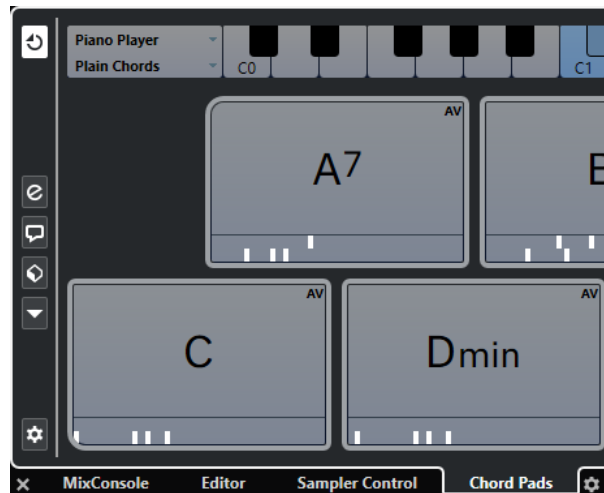 Piano Player
Plain Chords
C0
C1
AV
A7
AV
C
AV
Dmin
MixConsole
Editor
Sampler Control
Chord Pads